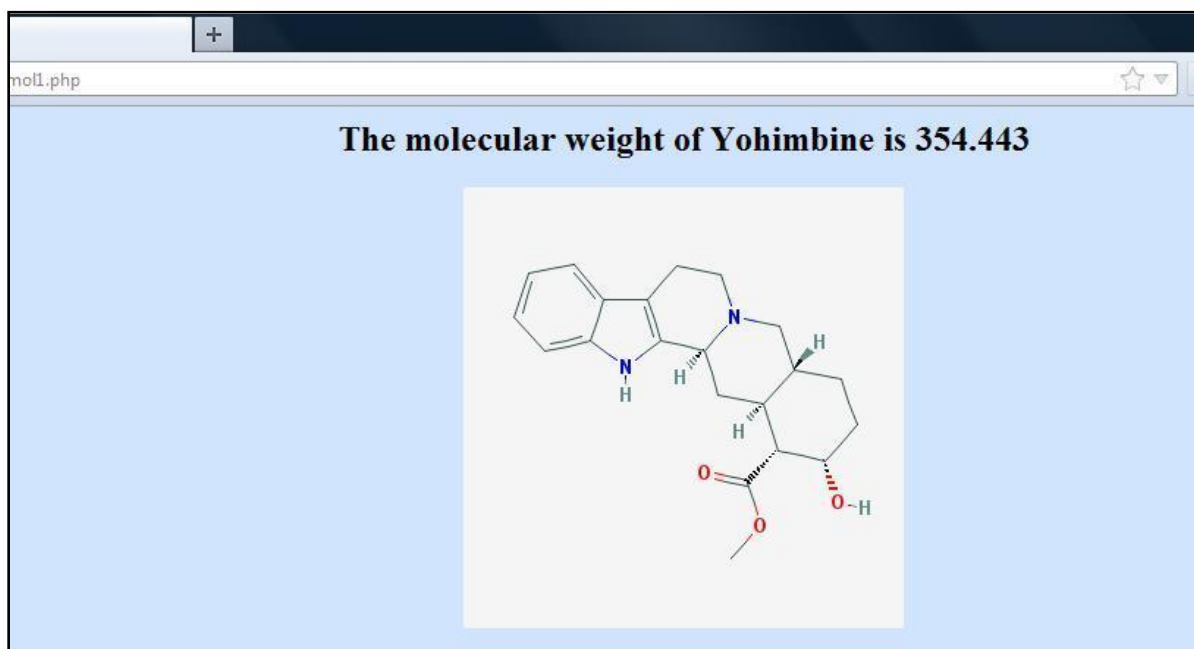 +
mol1.php
The molecular weight of Yohimbine is 354.443
N
H
H
N
H
H
O
O
O-H